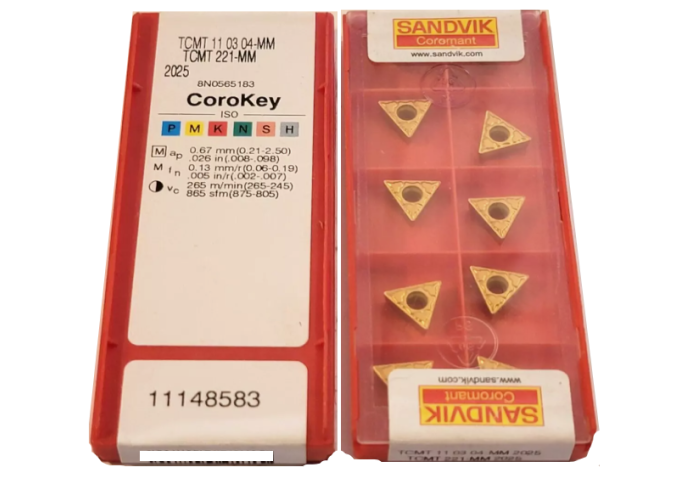 TCMT 11 03 04-MM
TCMT 221-MM
2025
8N0565183
CoroKey
ISO
P M K N S H
M ap 0.67 mm(0.21-2.50)
.026 in(.008-.098)
M fn 0.13 mm/r(0.06-0.19)
.005 in/r(.002-.007)
vc 265 m/min(265-245)
865 sfm(875-805)
11148583
SANDVIK
Coromant
www.sandvik.com
www.sandvik.com
Coromant
SANDVIK
TCMT 11 03 04-MM
TCMT 221-MM 2025